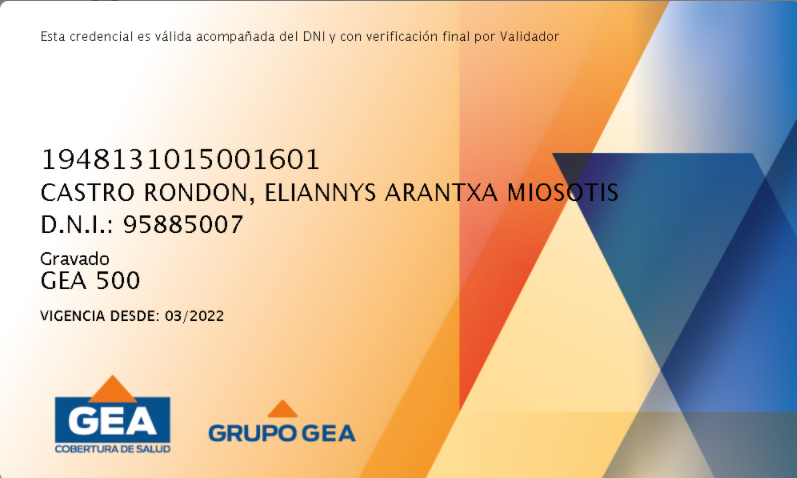 Esta credencial es válida acompañada del DNI y con verificación final por Validador
1948131015001601
CASTRO RONDON, ELIANNYS ARANTXA MIOSOTIS
D.N.I.: 95885007
Gravado
GEA 500
VIGENCIA DESDE: 03/2022
GEA
COBERTURA DE SALUD
GRUPO GEA